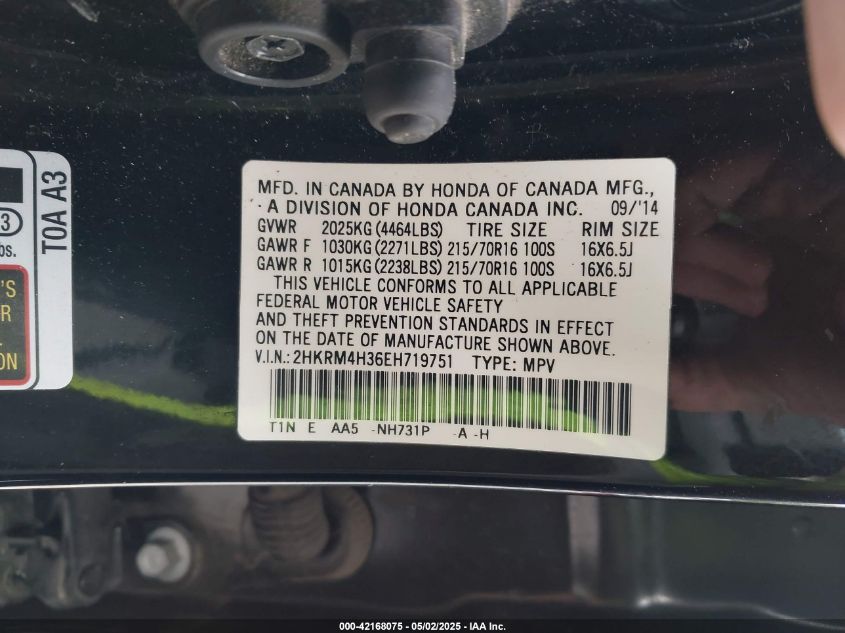 MFD. IN CANADA BY HONDA OF CANADA MFG.,
A DIVISION OF HONDA CANADA INC. 09/'14
GVWR 2025KG (4464LBS) TIRE SIZE RIM SIZE
GAWR F 1030KG (2271LBS) 215/70R16 100S 16X6.5J
GAWR R 1015KG (2238LBS) 215/70R16 100S 16X6.5J
THIS VEHICLE CONFORMS TO ALL APPLICABLE
FEDERAL MOTOR VEHICLE SAFETY
AND THEFT PREVENTION STANDARDS IN EFFECT
ON THE DATE OF MANUFACTURE SHOWN ABOVE.
V.I.N.: 2HKRM4H36EH719751 TYPE: MPV
T1N E AA5 -NH731P -A -H
T0A A3
3
bs.
'S
R
ON
000-42168075 - 05/02/2025 - IAA Inc.